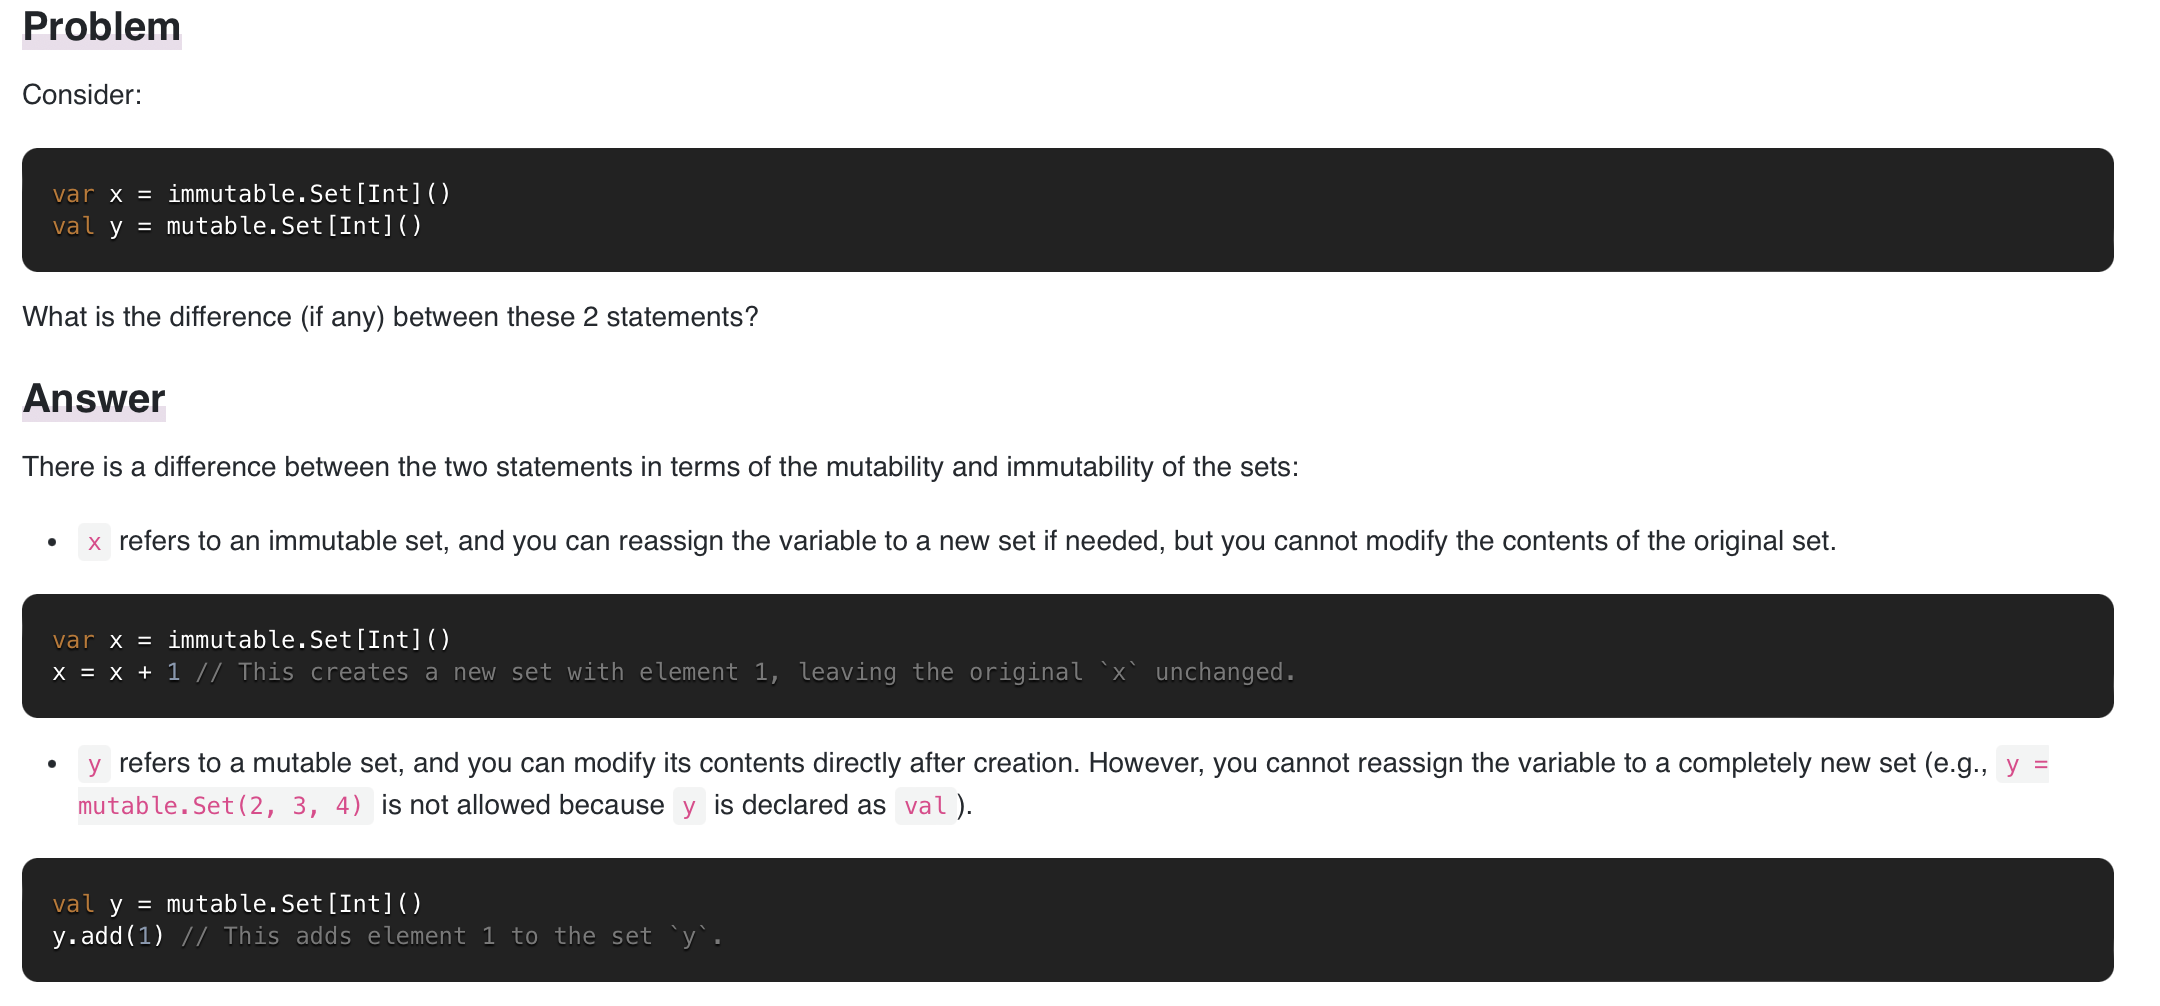 Problem
Consider:
var x = immutable.Set[Int]()
val y = mutable.Set[Int]()
What is the difference (if any) between these 2 statements?
Answer
There is a difference between the two statements in terms of the mutability and immutability of the sets:
• x refers to an immutable set, and you can reassign the variable to a new set if needed, but you cannot modify the contents of the original set.
var x = immutable.Set[Int]()
x = x + 1 // This creates a new set with element 1, leaving the original `x` unchanged.
• y refers to a mutable set, and you can modify its contents directly after creation. However, you cannot reassign the variable to a completely new set (e.g., y =
mutable.Set(2, 3, 4) is not allowed because y is declared as val ).
val y = mutable.Set[Int]()
y.add(1) // This adds element 1 to the set `y`.